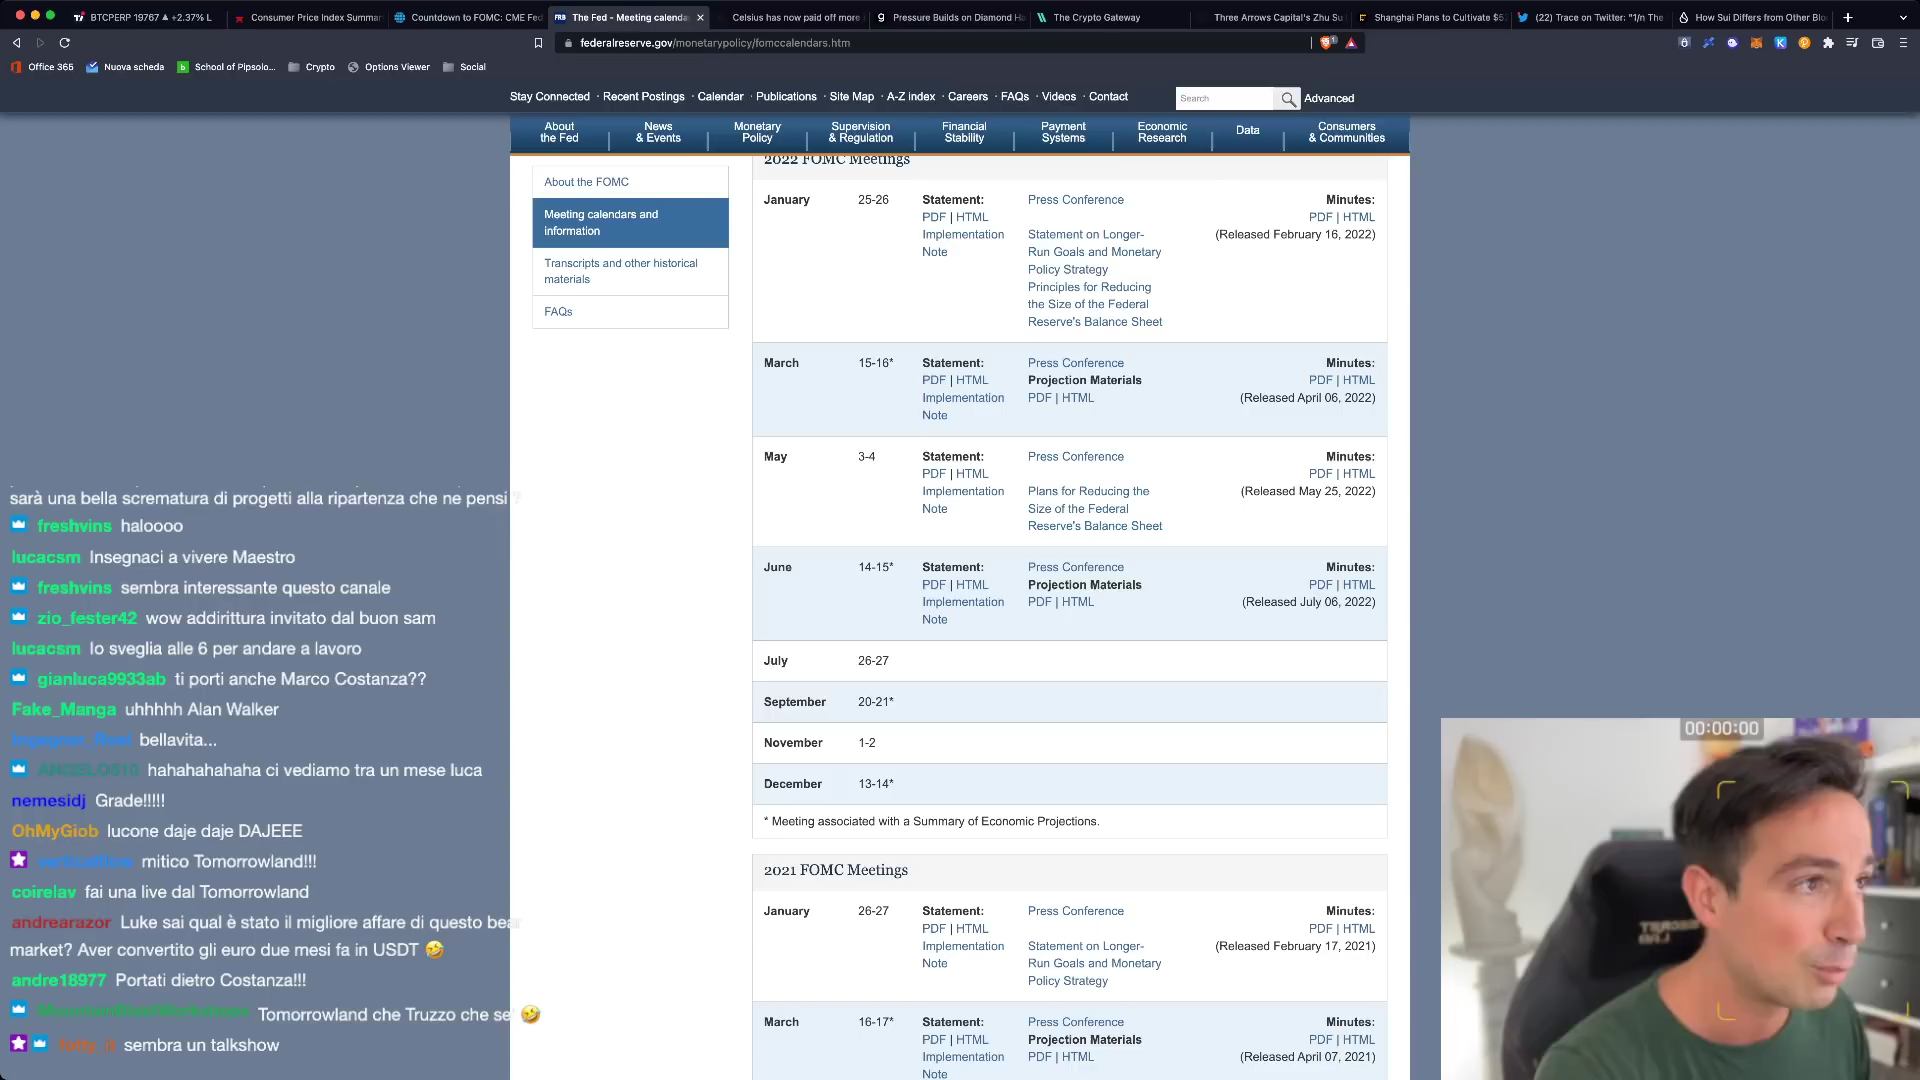 BTCPERP 19767 ▲ +2.37% L
Consumer Price Index Summar
Countdown to FOMC: CME Fed
The Fed - Meeting calenda
Celsius has now paid off more
Pressure Builds on Diamond Ha
The Crypto Gateway
Three Arrows Capital's Zhu Su
Shanghai Plans to Cultivate $5
(22) Trace on Twitter: "1/n The
How Sui Differs from Other Blo
federalreserve.gov/monetarypolicy/fomccalendars.htm
Office 365
Nuova scheda
School of Pipsolo...
Crypto
Options Viewer
Social
Stay Connected · Recent Postings · Calendar · Publications · Site Map · A-Z index · Careers · FAQs · Videos · Contact
Search
Advanced
About the Fed
News & Events
Monetary Policy
Supervision & Regulation
Financial Stability
Payment Systems
Economic Research
Data
Consumers & Communities
About the FOMC
Meeting calendars and
information
Transcripts and other historical
materials
FAQs
2022 FOMC Meetings
January 25-26 Statement: Press Conference Minutes:
PDF | HTML PDF | HTML
Implementation Statement on Longer- (Released February 16, 2022)
Note Run Goals and Monetary
Policy Strategy
Principles for Reducing
the Size of the Federal
Reserve's Balance Sheet
March 15-16* Statement: Press Conference Minutes:
PDF | HTML Projection Materials PDF | HTML
Implementation PDF | HTML (Released April 06, 2022)
Note
May 3-4 Statement: Press Conference Minutes:
PDF | HTML PDF | HTML
Implementation Plans for Reducing the (Released May 25, 2022)
Note Size of the Federal
Reserve's Balance Sheet
June 14-15* Statement: Press Conference Minutes:
PDF | HTML Projection Materials PDF | HTML
Implementation PDF | HTML (Released July 06, 2022)
Note
July 26-27
September 20-21*
November 1-2
December 13-14*
* Meeting associated with a Summary of Economic Projections.
2021 FOMC Meetings
January 26-27 Statement: Press Conference Minutes:
PDF | HTML PDF | HTML
Implementation Statement on Longer- (Released February 17, 2021)
Note Run Goals and Monetary
Policy Strategy
March 16-17* Statement: Press Conference Minutes:
PDF | HTML Projection Materials PDF | HTML
Implementation PDF | HTML (Released April 07, 2021)
Note
sarà una bella scrematura di progetti alla ripartenza che ne pensi ?
freshvins haloooo
lucacsm Insegnaci a vivere Maestro
freshvins sembra interessante questo canale
zio_fester42 wow addirittura invitato dal buon sam
lucacsm Io sveglia alle 6 per andare a lavoro
gianluca9933ab ti porti anche Marco Costanza??
Fake_Manga uhhhhh Alan Walker
bellavita...
hahahahahaha ci vediamo tra un mese luca
nemesidj Grade!!!!!
OhMyGiob lucone daje daje DAJEEE
mitico Tomorrowland!!!
coirelav fai una live dal Tomorrowland
andrearazor Luke sai qual è stato il migliore affare di questo bear
market? Aver convertito gli euro due mesi fa in USDT 🤣
andre18977 Portati dietro Costanza!!!
Tomorrowland che Truzzo che se 🤣
sembra un talkshow
00:00:00
SECRET
LAB